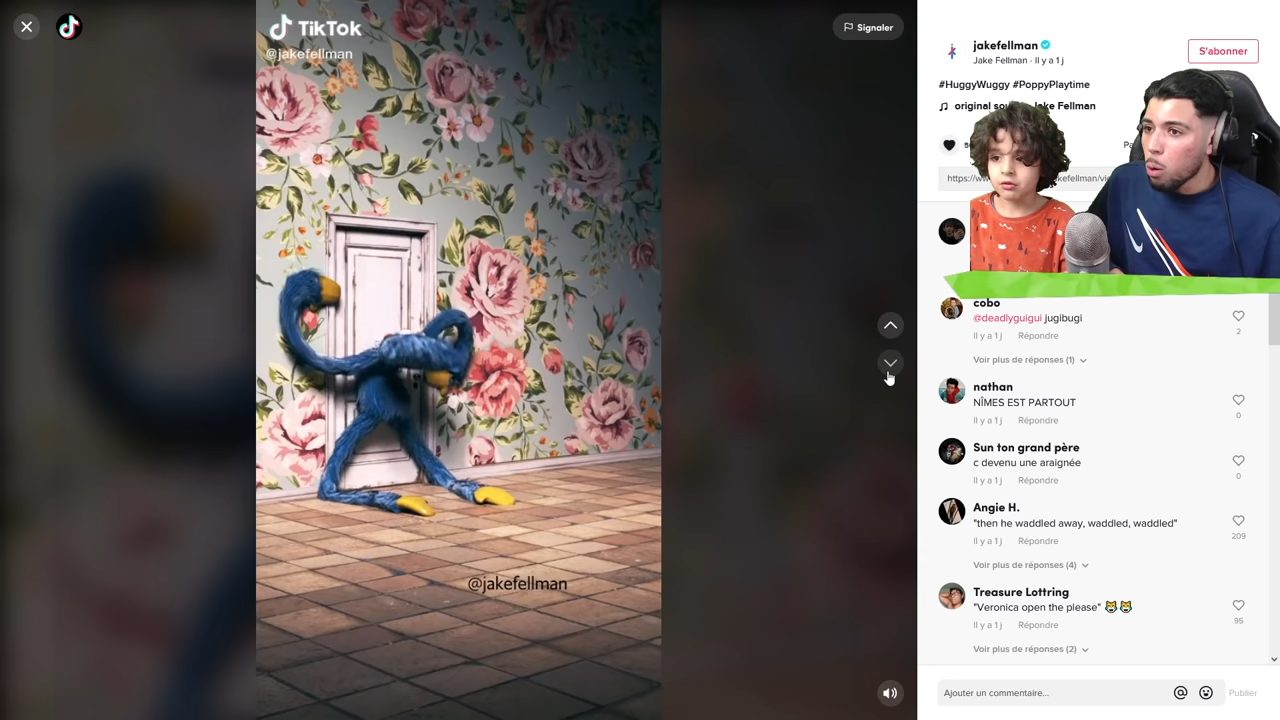 TikTok
@jakefellman
Signaler
@jakefellman
jakefellman
Jake Fellman · Il y a 1 j
S'abonner
#HuggyWuggy #PoppyPlaytime
original Jake Fellman
cobo
@deadlyguigui jugibugi
Il y a 1 j Répondre
2
Voir plus de réponses (1)
nathan
NÎMES EST PARTOUT
Il y a 1 j Répondre
0
Sun ton grand père
c devenu une araignée
Il y a 1 j Répondre
0
Angie H.
"then he waddled away, waddled, waddled"
Il y a 1 j Répondre
209
Voir plus de réponses (4)
Treasure Lottring
"Veronica open the please" 😹😹
Il y a 1 j Répondre
95
Voir plus de réponses (2)
Ajouter un commentaire...
Publier